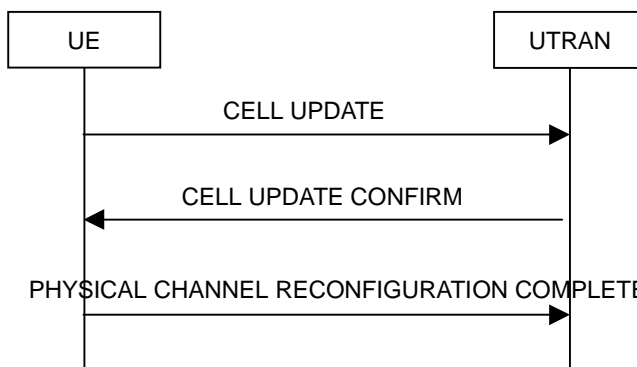 UE
UTRAN
CELL UPDATE
CELL UPDATE CONFIRM
PHYSICAL CHANNEL RECONFIGURATION COMPLETE